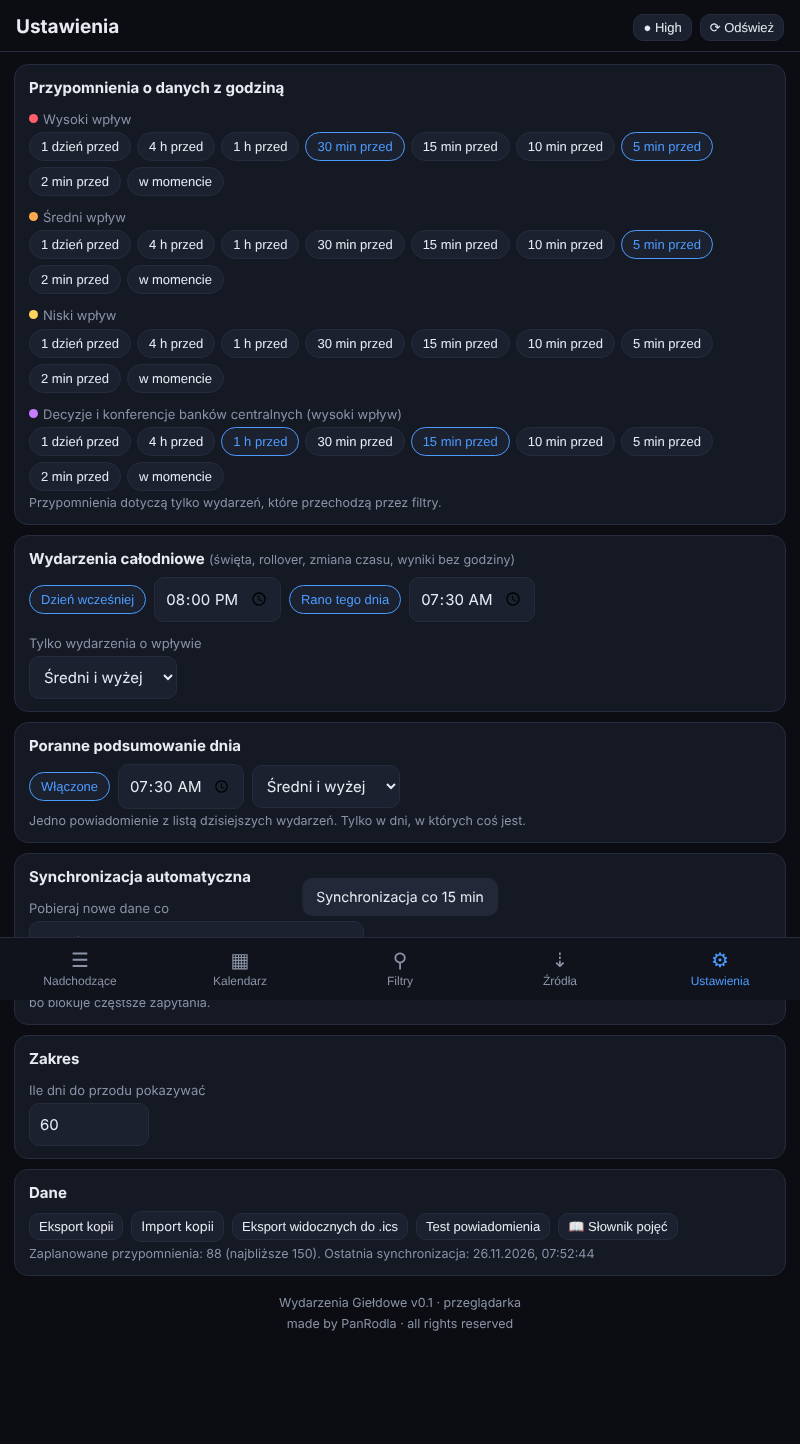 Ustawienia
● High
⟳ Odśwież
Przypomnienia o danych z godziną
Wysoki wpływ
1 dzień przed 4 h przed 1 h przed 30 min przed 15 min przed 10 min przed 5 min przed
2 min przed w momencie
Średni wpływ
1 dzień przed 4 h przed 1 h przed 30 min przed 15 min przed 10 min przed 5 min przed
2 min przed w momencie
Niski wpływ
1 dzień przed 4 h przed 1 h przed 30 min przed 15 min przed 10 min przed 5 min przed
2 min przed w momencie
Decyzje i konferencje banków centralnych (wysoki wpływ)
1 dzień przed 4 h przed 1 h przed 30 min przed 15 min przed 10 min przed 5 min przed
2 min przed w momencie
Przypomnienia dotyczą tylko wydarzeń, które przechodzą przez filtry.
Wydarzenia całodniowe (święta, rollover, zmiana czasu, wyniki bez godziny)
Dzień wcześniej 08:00 PM Rano tego dnia 07:30 AM
Tylko wydarzenia o wpływie
Średni i wyżej
Poranne podsumowanie dnia
Włączone 07:30 AM Średni i wyżej
Jedno powiadomienie z listą dzisiejszych wydarzeń. Tylko w dni, w których coś jest.
Synchronizacja automatyczna
Synchronizacja co 15 min
Pobieraj nowe dane co
Nadchodzące Kalendarz Filtry Źródła Ustawienia
bo blokuje częstsze zapytania.
Zakres
Ile dni do przodu pokazywać
60
Dane
Eksport kopii Import kopii Eksport widocznych do .ics Test powiadomienia 📖 Słownik pojęć
Zaplanowane przypomnienia: 88 (najbliższe 150). Ostatnia synchronizacja: 26.11.2026, 07:52:44
Wydarzenia Giełdowe v0.1 · przeglądarka
made by PanRodla · all rights reserved